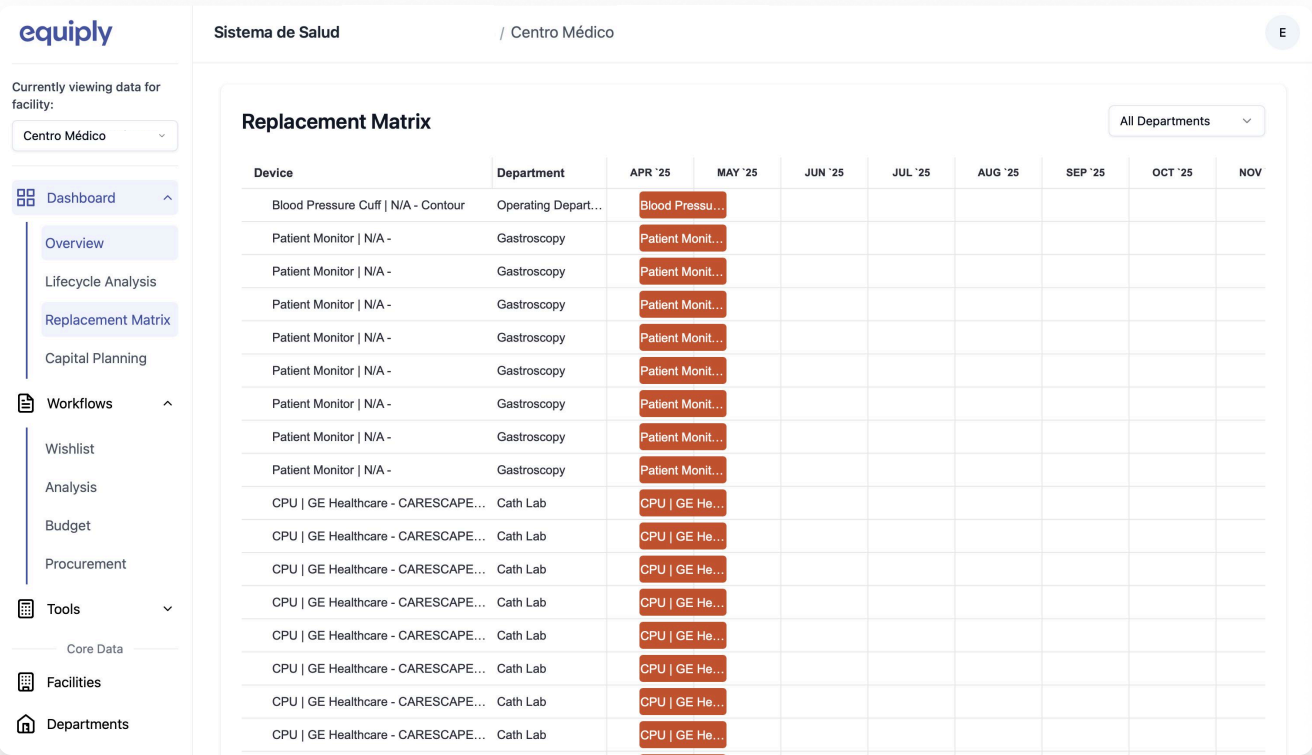 equiply
Currently viewing data for
facility:
Centro Médico
Dashboard
Overview
Lifecycle Analysis
Replacement Matrix
Capital Planning
Workflows
Wishlist
Analysis
Budget
Procurement
Tools
Core Data
Facilities
Departments
Sistema de Salud / Centro Médico
E
Replacement Matrix
All Departments
Device Department APR `25 MAY `25 JUN `25 JUL `25 AUG `25 SEP `25 OCT `25 NOV
Blood Pressure Cuff | N/A - Contour Operating Depart... Blood Pressu...
Patient Monitor | N/A - Gastroscopy Patient Monit...
Patient Monitor | N/A - Gastroscopy Patient Monit...
Patient Monitor | N/A - Gastroscopy Patient Monit...
Patient Monitor | N/A - Gastroscopy Patient Monit...
Patient Monitor | N/A - Gastroscopy Patient Monit...
Patient Monitor | N/A - Gastroscopy Patient Monit...
Patient Monitor | N/A - Gastroscopy Patient Monit...
Patient Monitor | N/A - Gastroscopy Patient Monit...
CPU | GE Healthcare - CARESCAPE... Cath Lab CPU | GE He...
CPU | GE Healthcare - CARESCAPE... Cath Lab CPU | GE He...
CPU | GE Healthcare - CARESCAPE... Cath Lab CPU | GE He...
CPU | GE Healthcare - CARESCAPE... Cath Lab CPU | GE He...
CPU | GE Healthcare - CARESCAPE... Cath Lab CPU | GE He...
CPU | GE Healthcare - CARESCAPE... Cath Lab CPU | GE He...
CPU | GE Healthcare - CARESCAPE... Cath Lab CPU | GE He...
CPU | GE Healthcare - CARESCAPE... Cath Lab CPU | GE He...